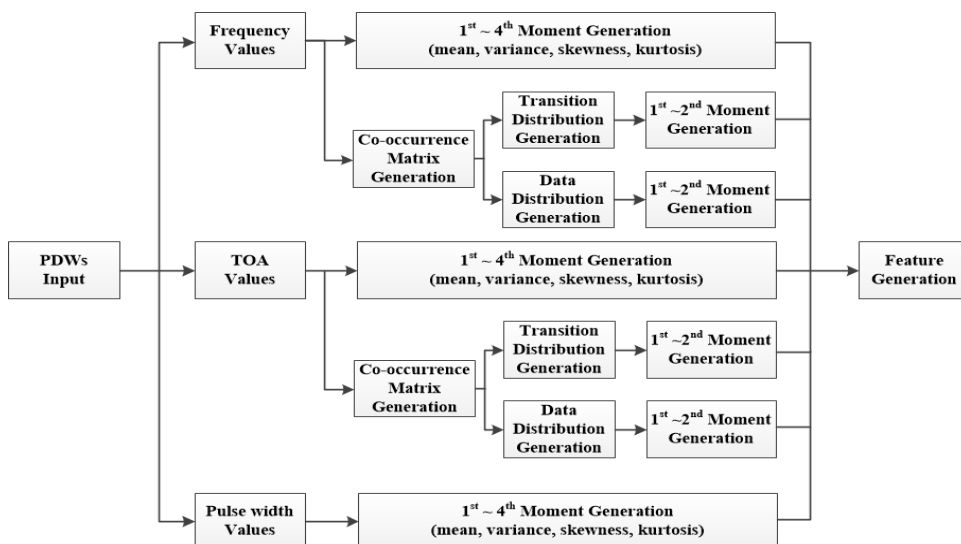 Frequency
Values
1st ~ 4th Moment Generation
(mean, variance, skewness, kurtosis)
Transition
Distribution
Generation
1st ~2nd Moment
Generation
Co-occurrence
Matrix
Generation
Data
Distribution
Generation
1st ~2nd Moment
Generation
PDWs
Input
TOA
Values
1st ~ 4th Moment Generation
(mean, variance, skewness, kurtosis)
Feature
Generation
Transition
Distribution
Generation
1st ~2nd Moment
Generation
Co-occurrence
Matrix
Generation
Data
Distribution
Generation
1st ~2nd Moment
Generation
Pulse width
Values
1st ~ 4th Moment Generation
(mean, variance, skewness, kurtosis)